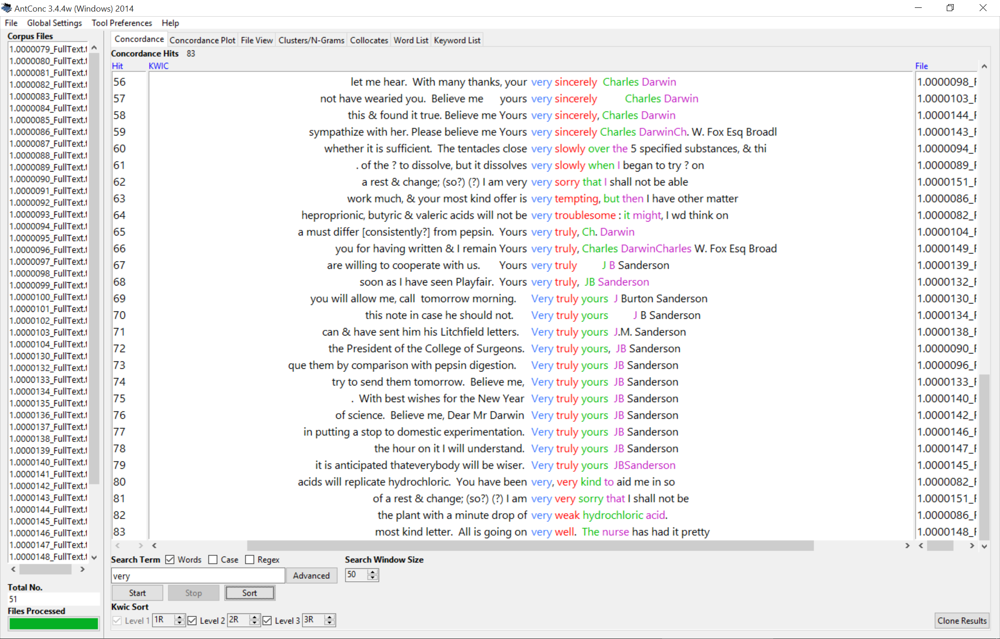 AntConc 3.4.4w (Windows) 2014
File Global Settings Tool Preferences Help
Corpus Files
1.0000079_FullText.t
1.0000080_FullText.t
1.0000081_FullText.t
1.0000082_FullText.t
1.0000083_FullText.t
1.0000084_FullText.t
1.0000085_FullText.t
1.0000086_FullText.t
1.0000087_FullText.t
1.0000088_FullText.t
1.0000089_FullText.t
1.0000090_FullText.t
1.0000091_FullText.t
1.0000092_FullText.t
1.0000093_FullText.t
1.0000094_FullText.t
1.0000095_FullText.t
1.0000096_FullText.t
1.0000097_FullText.t
1.0000098_FullText.t
1.0000099_FullText.t
1.0000100_FullText.t
1.0000101_FullText.t
1.0000102_FullText.t
1.0000103_FullText.t
1.0000104_FullText.t
1.0000130_FullText.t
1.0000132_FullText.t
1.0000133_FullText.t
1.0000134_FullText.t
1.0000135_FullText.t
1.0000136_FullText.t
1.0000137_FullText.t
1.0000138_FullText.t
1.0000139_FullText.t
1.0000140_FullText.t
1.0000141_FullText.t
1.0000142_FullText.t
1.0000143_FullText.t
1.0000144_FullText.t
1.0000145_FullText.t
1.0000146_FullText.t
1.0000147_FullText.t
1.0000148_FullText.t
Total No.
51
Files Processed
Concordance Concordance Plot File View Clusters/N-Grams Collocates Word List Keyword List
Concordance Hits 83
Hit KWIC File
56 let me hear. With many thanks, your very sincerely Charles Darwin 1.0000098_F
57 not have wearied you. Believe me yours very sincerely Charles Darwin 1.0000103_F
58 this & found it true. Believe me Yours very sincerely, Charles Darwin 1.0000144_F
59 sympathize with her. Please believe me Yours very sincerely Charles DarwinCh. W. Fox Esq Broadl 1.0000143_F
60 whether it is sufficient. The tentacles close very slowly over the 5 specified substances, & thi 1.0000094_F
61 . of the ? to dissolve, but it dissolves very slowly when I began to try ? on 1.0000089_F
62 a rest & change; (so?) (?) I am very very sorry that I shall not be able 1.0000151_F
63 work much, & your most kind offer is very tempting, but then I have other matter 1.0000086_F
64 heproprionic, butyric & valeric acids will not be very troublesome : it might, I wd think on 1.0000082_F
65 a must differ [consistently?] from pepsin. Yours very truly, Ch. Darwin 1.0000104_F
66 you for having written & I remain Yours very truly, Charles DarwinCharles W. Fox Esq Broad 1.0000149_F
67 are willing to cooperate with us. Yours very truly J B Sanderson 1.0000139_F
68 soon as I have seen Playfair. Yours very truly, JB Sanderson 1.0000132_F
69 you will allow me, call tomorrow morning. Very truly yours J Burton Sanderson 1.0000130_F
70 this note in case he should not. Very truly yours J B Sanderson 1.0000134_F
71 can & have sent him his Litchfield letters. Very truly yours J.M. Sanderson 1.0000138_F
72 the President of the College of Surgeons. Very truly yours, JB Sanderson 1.0000090_F
73 que them by comparison with pepsin digestion. Very truly yours JB Sanderson 1.0000096_F
74 try to send them tomorrow. Believe me, Very truly yours JB Sanderson 1.0000133_F
75 . With best wishes for the New Year Very truly yours JB Sanderson 1.0000140_F
76 of science. Believe me, Dear Mr Darwin Very truly yours JB Sanderson 1.0000142_F
77 in putting a stop to domestic experimentation. Very truly yours JB Sanderson 1.0000146_F
78 the hour on it I will understand. Very truly yours JB Sanderson 1.0000147_F
79 it is anticipated thateverybody will be wiser. Very truly yours JBSanderson 1.0000145_F
80 acids will replicate hydrochloric. You have been very, very kind to aid me in so 1.0000082_F
81 of a rest & change; (so?) (?) I am very very sorry that I shall not be 1.0000151_F
82 the plant with a minute drop of very weak hydrochloric acid. 1.0000086_F
83 most kind letter. All is going on very well. The nurse has had it pretty 1.0000148_F
Search Term Words Case Regex Search Window Size
very Advanced 50
Start Stop Sort
Kwic Sort
Level 1 1R Level 2 2R Level 3 3R Clone Results